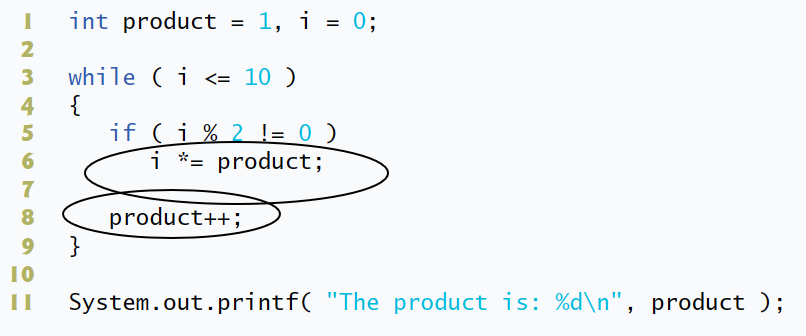 1 int product = 1, i = 0;
2
3 while ( i <= 10 )
4 {
5 if ( i % 2 != 0 )
6 i *= product;
7
8 product++;
9 }
10
11 System.out.printf( "The product is: %d\n", product );